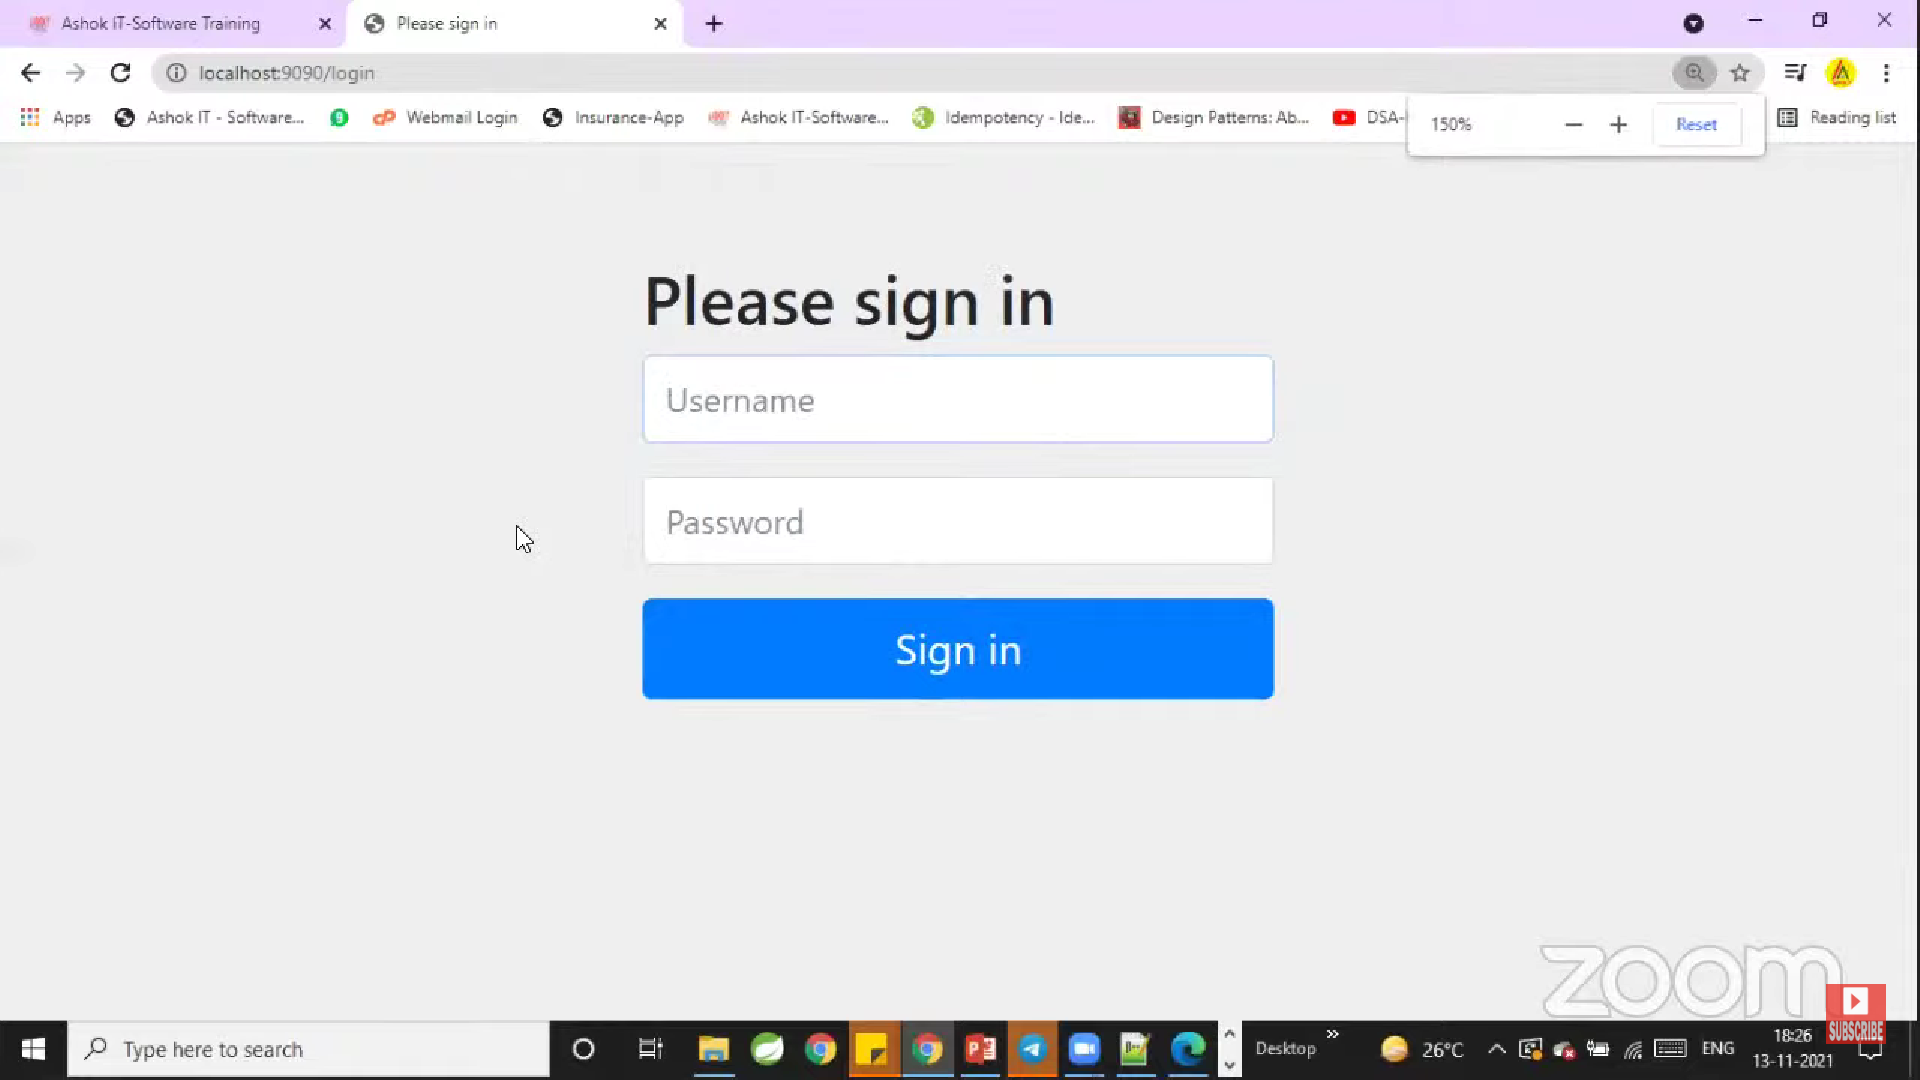 Ashok IT-Software Training
Please sign in
localhost:9090/login
Apps
Ashok IT - Software...
Webmail Login
Insurance-App
Ashok IT-Software...
Idempotency - Ide...
Design Patterns: Ab...
DSA-
150%
Reset
Reading list
Please sign in
Username
Password
Sign in
zoom
SUBSCRIBE
Type here to search
Desktop
26°C
ENG
18:26
13-11-2021